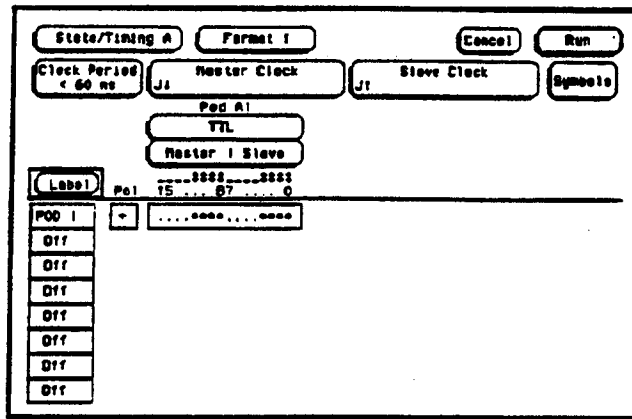 State/Timing A Format 1 Cancel Run
Clock Period < 60 ns Master Clock J↓ Slave Clock J↑ Symbols
Pod A1
TTL
Master | Slave
Label Pol 15 ... 87 .... 0
POD 1 + ....****....****
Off
Off
Off
Off
Off
Off
Off